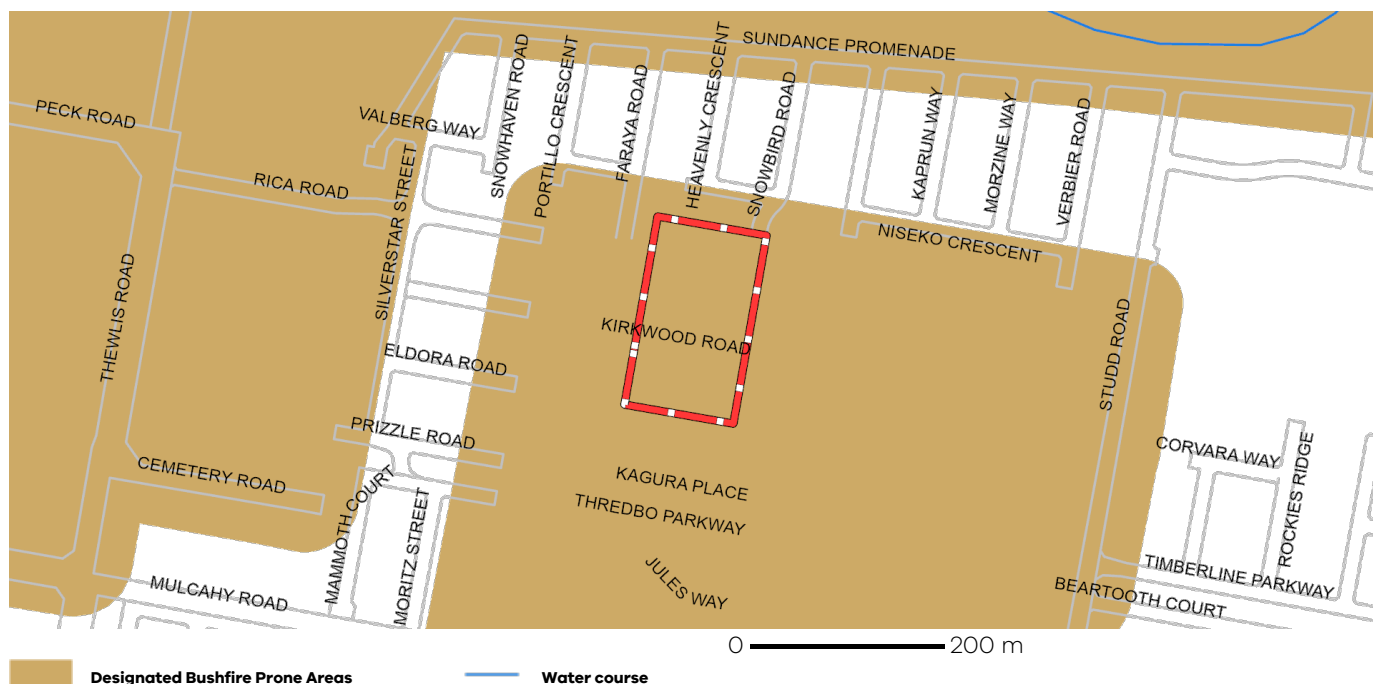 SUNDANCE PROMENADE
SNOWHAVEN ROAD
PORTILLO CRESCENT
FARAYA ROAD
HEAVENLY CRESCENT
SNOWBIRD ROAD
KAPRUN WAY
MORZINE WAY
VERBIER ROAD
PECK ROAD
VALBERG WAY
RICA ROAD
SILVERSTAR STREET
NISEKO CRESCENT
THEWLIS ROAD
KIRKWOOD ROAD
STUDD ROAD
ELDORA ROAD
PRIZZLE ROAD
CORVARA WAY
ROCKIES RIDGE
CEMETERY ROAD
MAMMOTH COURT
MORITZ STREET
KAGURA PLACE
THREDBO PARKWAY
JULES WAY
TIMBERLINE PARKWAY
BEARTOOTH COURT
MULCAHY ROAD
0 200 m
Designated Bushfire Prone Areas
Water course